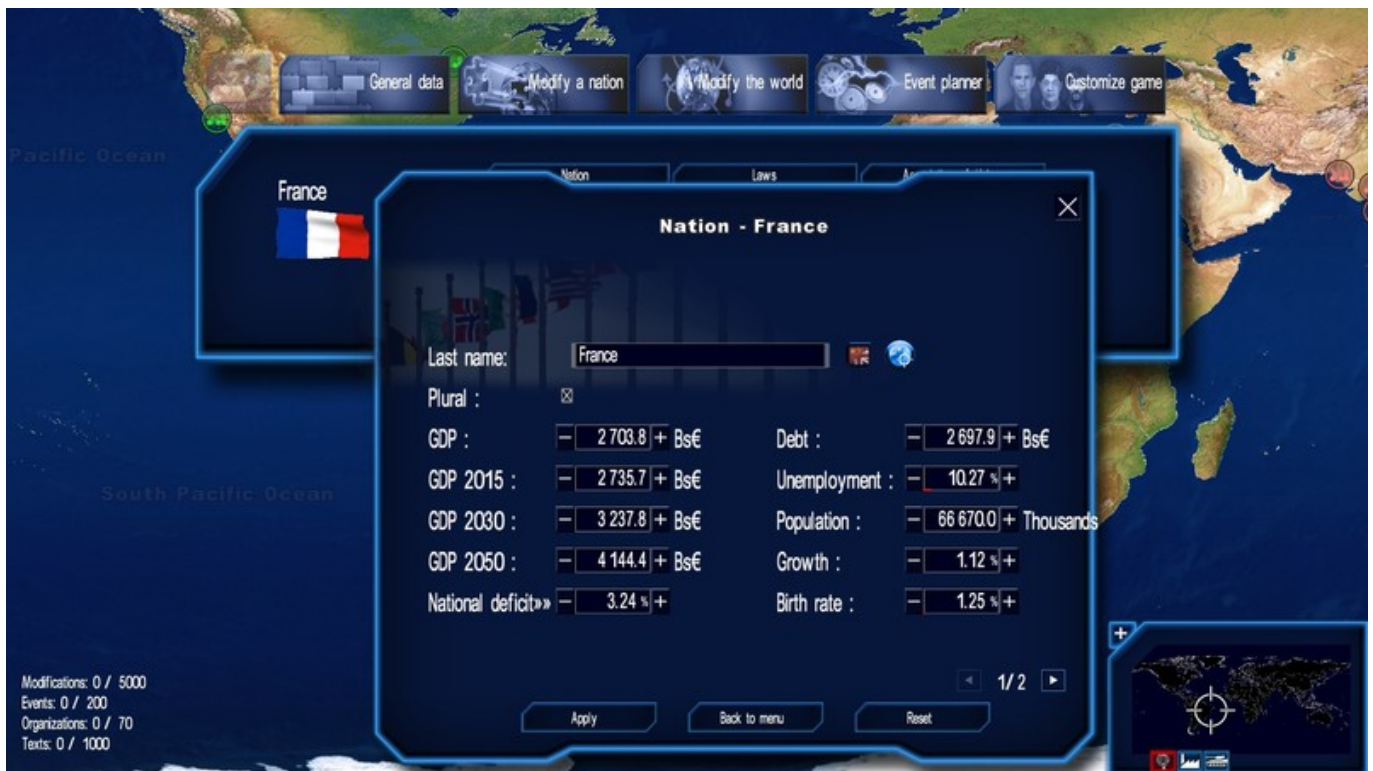 General data
Modify a nation
Modify the world
Event planner
Customize game
Pacific Ocean
France
Nation
Laws
Nation - France
Last name: France
Plural :
GDP : 2 703.8 Bs€ Debt : 2 697.9 Bs€
GDP 2015 : 2 735.7 Bs€ Unemployment : 10.27 %
GDP 2030 : 3 237.8 Bs€ Population : 66 670.0 Thousands
GDP 2050 : 4 144.4 Bs€ Growth : 1.12 %
National deficit»» 3.24 % Birth rate : 1.25 %
South Pacific Ocean
1/2
Apply
Back to menu
Reset
Modifications: 0 / 5000
Events: 0 / 200
Organizations: 0 / 70
Texts: 0 / 1000